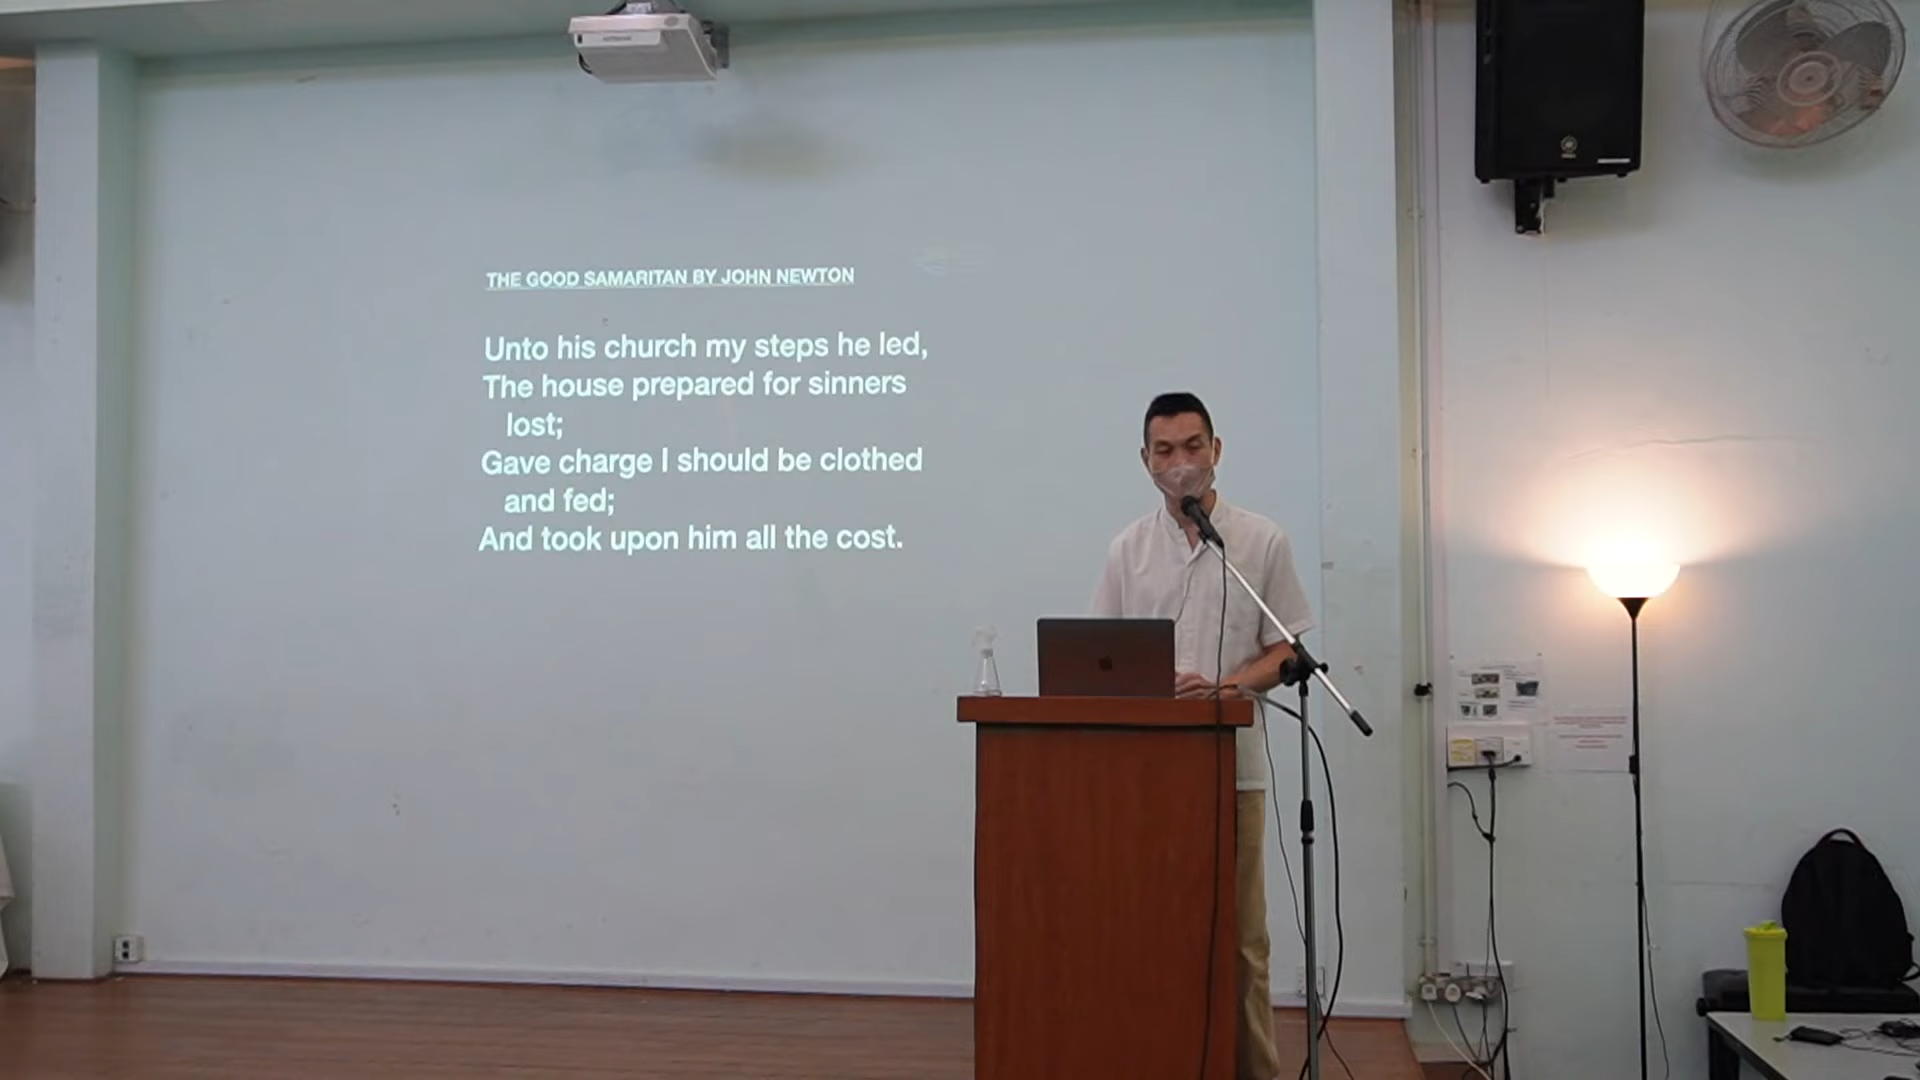 THE GOOD SAMARITAN BY JOHN NEWTON
Unto his church my steps he led,
The house prepared for sinners
lost;
Gave charge I should be clothed
and fed;
And took upon him all the cost.